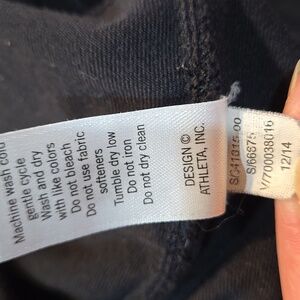 Machine wash cold
gentle cycle
Wash and dry
with like colors
Do not bleach
Do not use fabric
softeners
Tumble dry low
Do not iron
Do not dry clean
DESIGN ©
ATHLETA, INC.
S/66875
V/7700038016
12/14